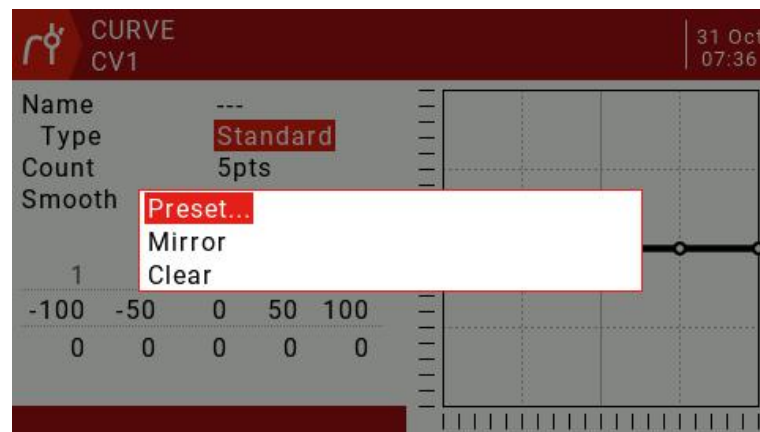 CURVE
CV1
31 Oct
07:36
Name ---
Type Standard
Count 5pts
Smooth
Preset...
Mirror
Clear
1
-100 -50 0 50 100
0 0 0 0 0